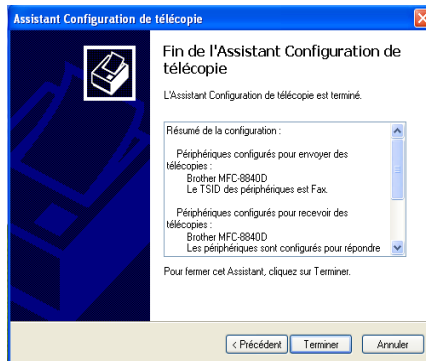 Assistant Configuration de télécopie
Fin de l'Assistant Configuration de
télécopie
L'Assistant Configuration de télécopie est terminé.
Résumé de la configuration :
Périphériques configurés pour envoyer des
télécopies :
Brother MFC-8840D
Le TSID des périphériques est Fax.
Périphériques configurés pour recevoir des
télécopies :
Brother MFC-8840D
Les périphériques sont configurés pour répondre
Pour fermer cet Assistant, cliquez sur Terminer.
< Précédent Terminer Annuler